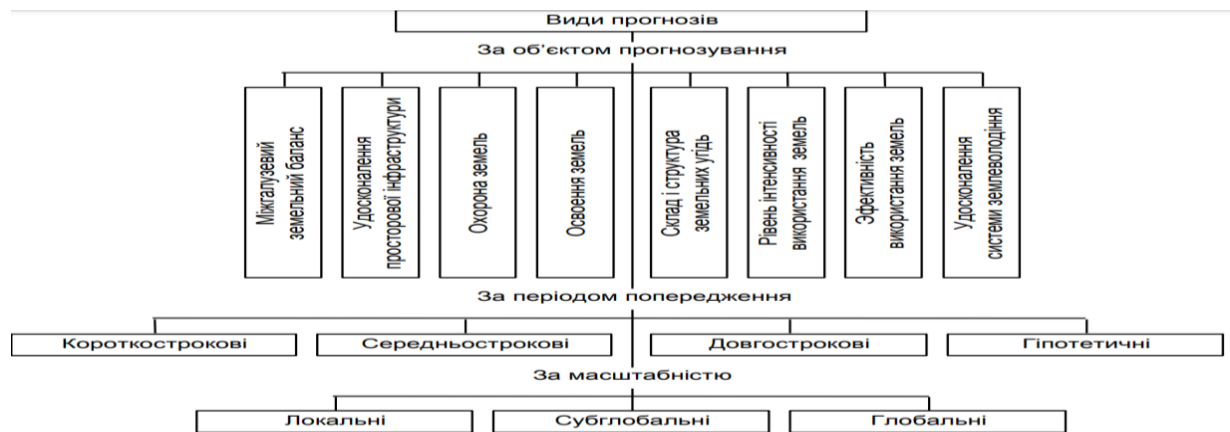 Види прогнозів
За об’єктом прогнозування
Міжгалузевий
земельний баланс
Удосконалення
просторової інфраструктури
Охорона земель
Освоєння земель
Склад і структура
земельних угідь
Рівень інтенсивності
використання земель
Эфективність
використання земель
Удосконалення
системи землеволодіння
За періодом попередження
Короткострокові
Середньострокові
Довгострокові
Гіпотетичні
За масштабністю
Локальні
Субглобальні
Глобальні